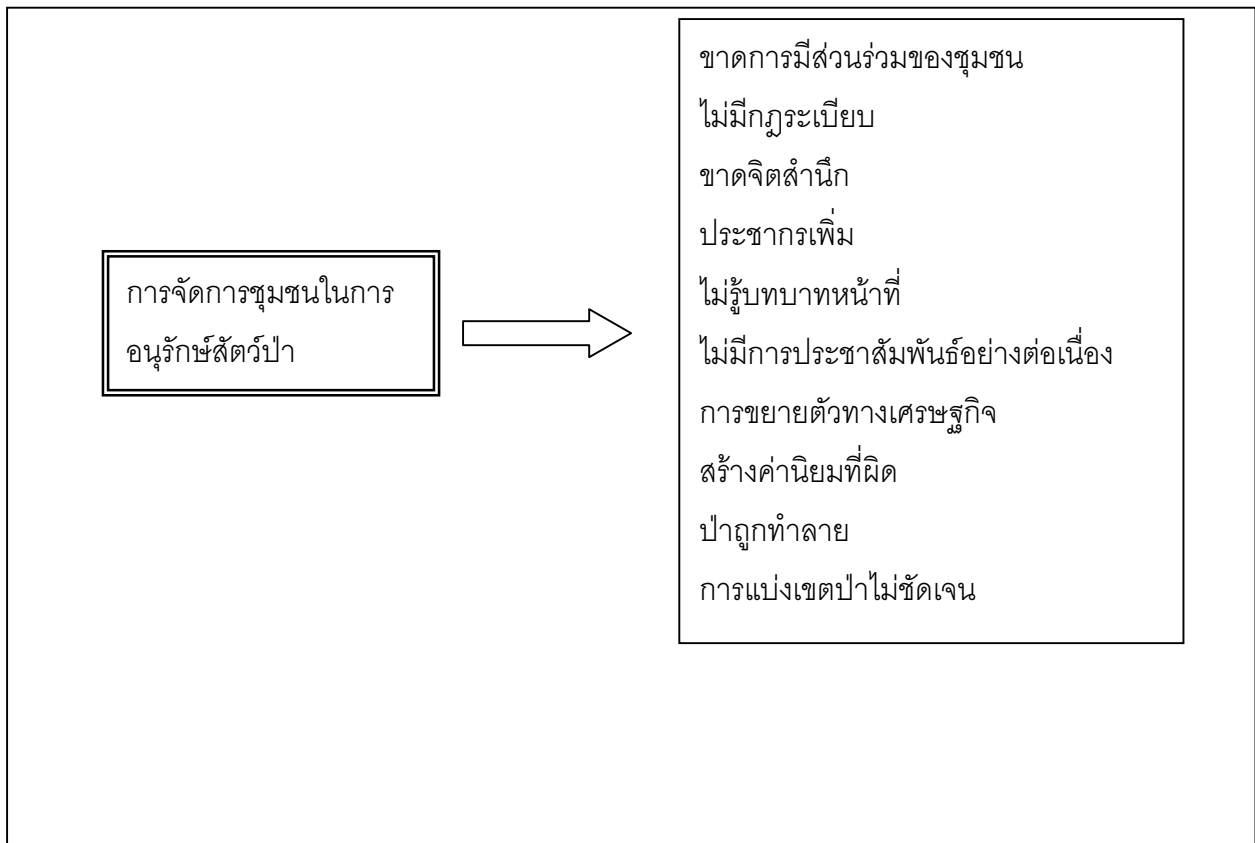 การจัดการชุมชนในการ
อนุรักษ์สัตว์ป่า
ขาดการมีส่วนร่วมของชุมชน
ไม่มีกฎระเบียบ
ขาดจิตสำนึก
ประชากรเพิ่ม
ไม่รู้บทบาทหน้าที่
ไม่มีการประชาสัมพันธ์อย่างต่อเนื่อง
การขยายตัวทางเศรษฐกิจ
สร้างค่านิยมที่ผิด
ป่าถูกทำลาย
การแบ่งเขตป่าไม่ชัดเจน